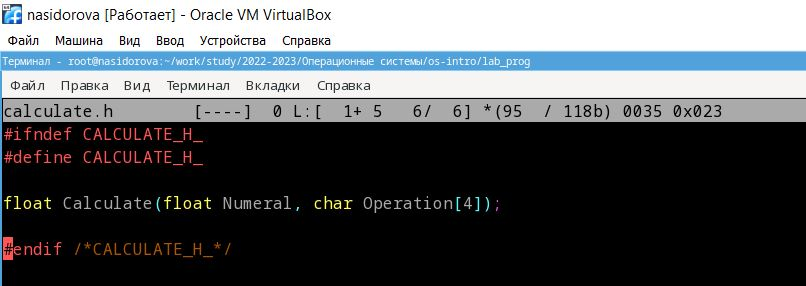 nasidorova [Работает] - Oracle VM VirtualBox
Файл Машина Вид Ввод Устройства Справка
Терминал - root@nasidorova:~/work/study/2022-2023/Операционные системы/os-intro/lab_prog
Файл Правка Вид Терминал Вкладки Справка
calculate.h [----] 0 L:[ 1+ 5 6/ 6] *(95 / 118b) 0035 0x023
#ifndef CALCULATE_H_
#define CALCULATE_H_
float Calculate(float Numeral, char Operation[4]);
#endif /*CALCULATE_H_*/